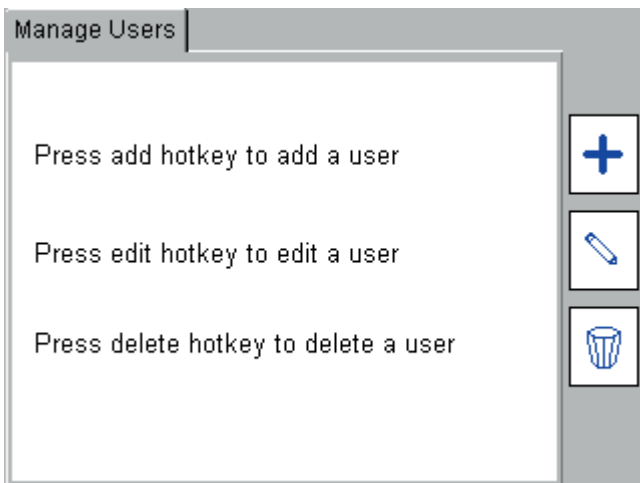 Manage Users
Press add hotkey to add a user
Press edit hotkey to edit a user
Press delete hotkey to delete a user